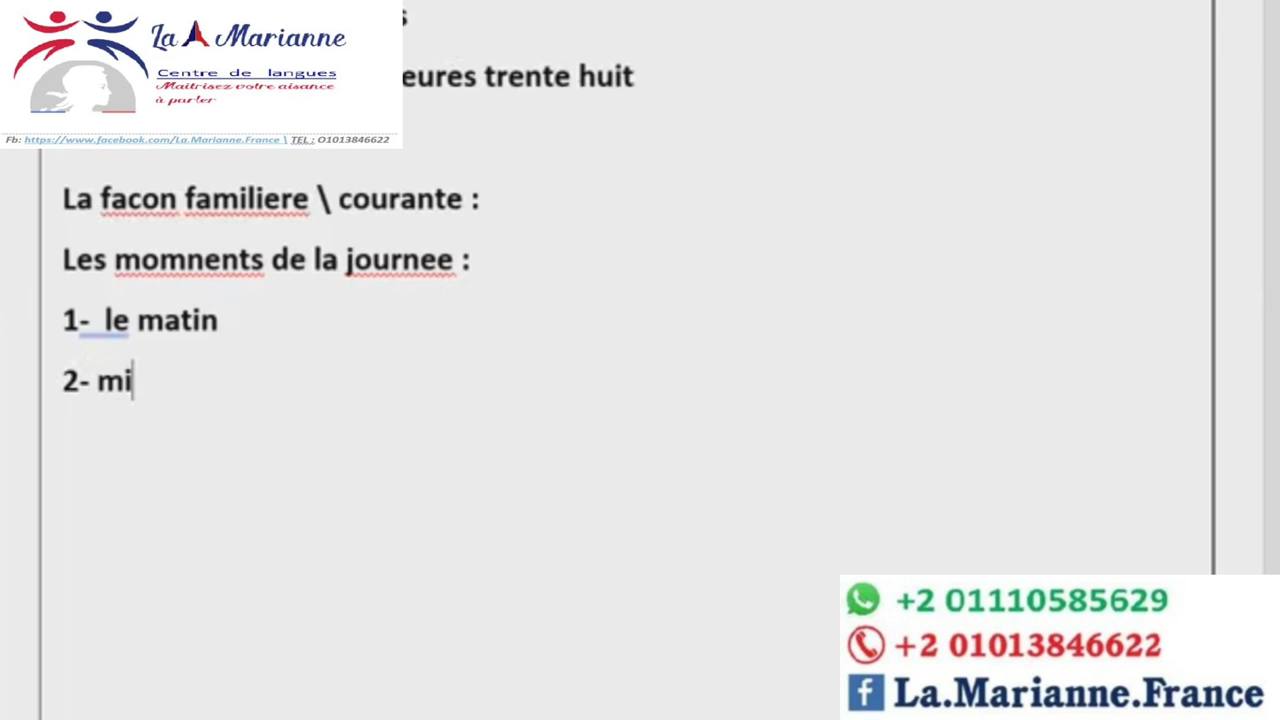 La Marianne
Centre de langues
Maitrisez votre aisance
à parler
Fb: https://www.facebook.com/La.Marianne.France \ TEL : 01013846622
s
eures trente huit
La facon familiere \ courante :
Les momnents de la journee :
1- le matin
2- mi
+2 01110585629
+2 01013846622
La.Marianne.France